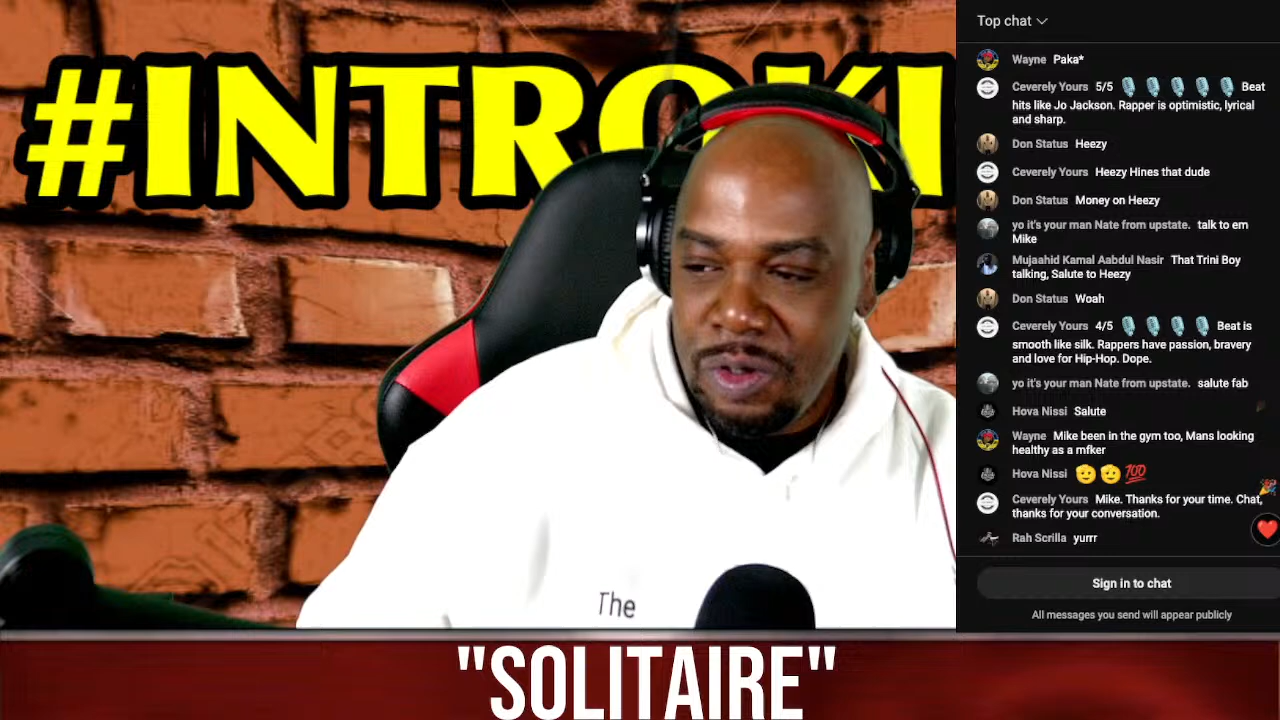 #INTROKI
Top chat
Wayne Paka*
Ceverely Yours 5/5 🎙️ 🎙️ 🎙️ 🎙️ 🎙️ Beat
hits like Jo Jackson. Rapper is optimistic, lyrical
and sharp.
Don Status Heezy
Ceverely Yours Heezy Hines that dude
Don Status Money on Heezy
yo it's your man Nate from upstate. talk to em
Mike
Mujaahid Kamal Aabdul Nasir That Trini Boy
talking, Salute to Heezy
Don Status Woah
Ceverely Yours 4/5 🎙️ 🎙️ 🎙️ 🎙️ Beat is
smooth like silk. Rappers have passion, bravery
and love for Hip-Hop. Dope.
yo it's your man Nate from upstate. salute fab
Hova Nissi Salute
Wayne Mike been in the gym too, Mans looking
healthy as a mfker
Hova Nissi 🫡 🫡 💯
Ceverely Yours Mike. Thanks for your time. Chat,
thanks for your conversation.
Rah Scrilla yurrr
Sign in to chat
All messages you send will appear publicly
The
"SOLITAIRE"